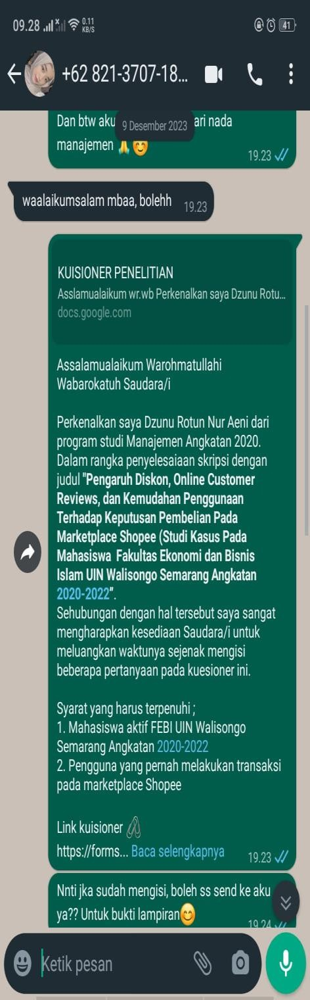 09.28 0.11 KB/S 41
+62 821-3707-18...
Dan btw aku ari nada
9 Desember 2023
manajemen 🙏😊
19.23
waalaikumsalam mbaa, bolehh 19.23
KUISIONER PENELITIAN
Asslamualaikum wr.wb Perkenalkan saya Dzunu Rotu...
docs.google.com
Assalamualaikum Warohmatullahi
Wabarokatuh Saudara/i
Perkenalkan saya Dzunu Rotun Nur Aeni dari
program studi Manajemen Angkatan 2020.
Dalam rangka penyelesaiaan skripsi dengan
judul "Pengaruh Diskon, Online Customer
Reviews, dan Kemudahan Penggunaan
Terhadap Keputusan Pembelian Pada
Marketplace Shopee (Studi Kasus Pada
Mahasiswa Fakultas Ekonomi dan Bisnis
Islam UIN Walisongo Semarang Angkatan
2020-2022".
Sehubungan dengan hal tersebut saya sangat
mengharapkan kesediaan Saudara/i untuk
meluangkan waktunya sejenak mengisi
beberapa pertanyaan pada kuesioner ini.
Syarat yang harus terpenuhi ;
1. Mahasiswa aktif FEBI UIN Walisongo
Semarang Angkatan 2020-2022
2. Pengguna yang pernah melakukan transaksi
pada marketplace Shopee
Link kuisioner 🖇
https://forms... Baca selengkapnya
19.23
Nnti jka sudah mengisi, boleh ss send ke aku
ya?? Untuk bukti lampiran😊
19.24
Ketik pesan